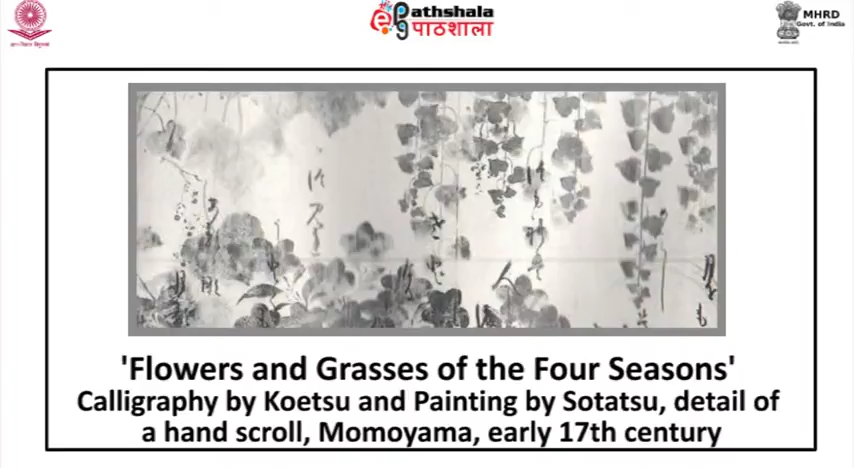 ePGpathshala
पाठशाला
MHRD
Govt. of India
'Flowers and Grasses of the Four Seasons'
Calligraphy by Koetsu and Painting by Sotatsu, detail of
a hand scroll, Momoyama, early 17th century